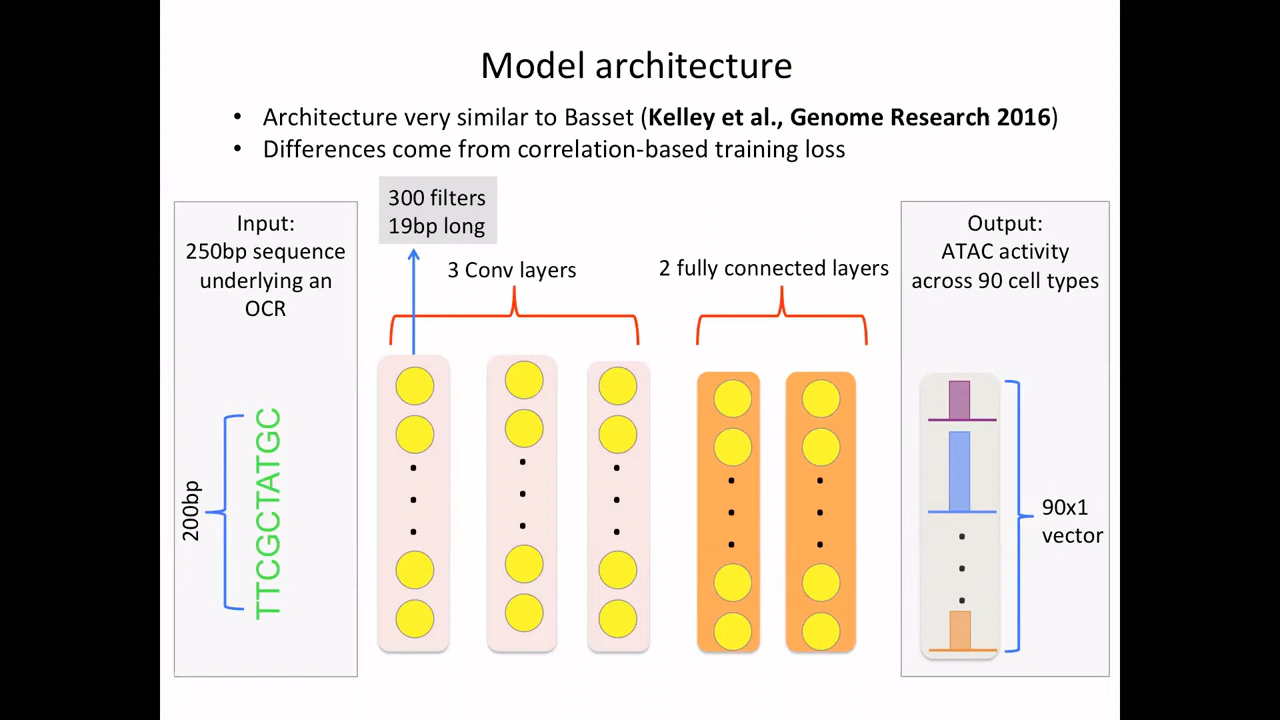 Model architecture
• Architecture very similar to Basset (Kelley et al., Genome Research 2016)
• Differences come from correlation-based training loss
Input:
250bp sequence
underlying an
OCR
200bp
TTCGCTATGC
300 filters
19bp long
3 Conv layers
2 fully connected layers
Output:
ATAC activity
across 90 cell types
90x1
vector